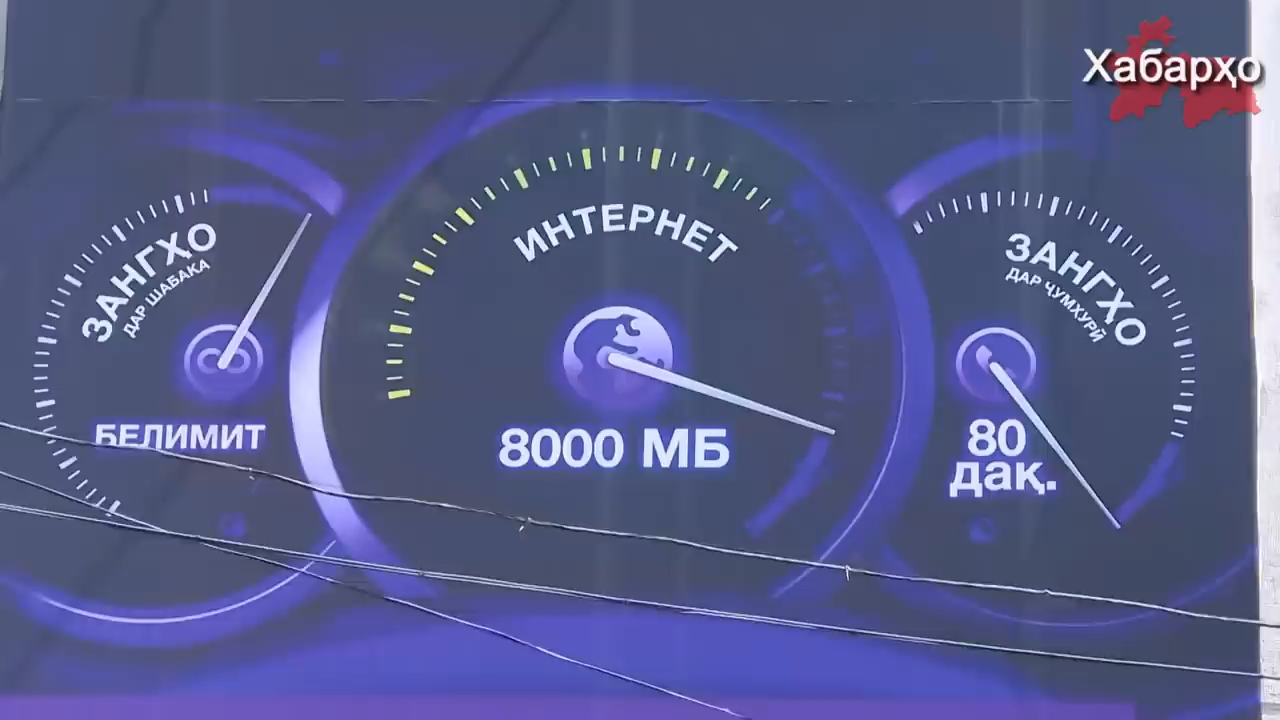 Хабарҳо
ЗАНГҲО
ДАР ШАБАКА
БЕЛИМИТ
ИНТЕРНЕТ
8000 МБ
ЗАНГҲО
ДАР ҶУМҲУРӢ
80
дақ.